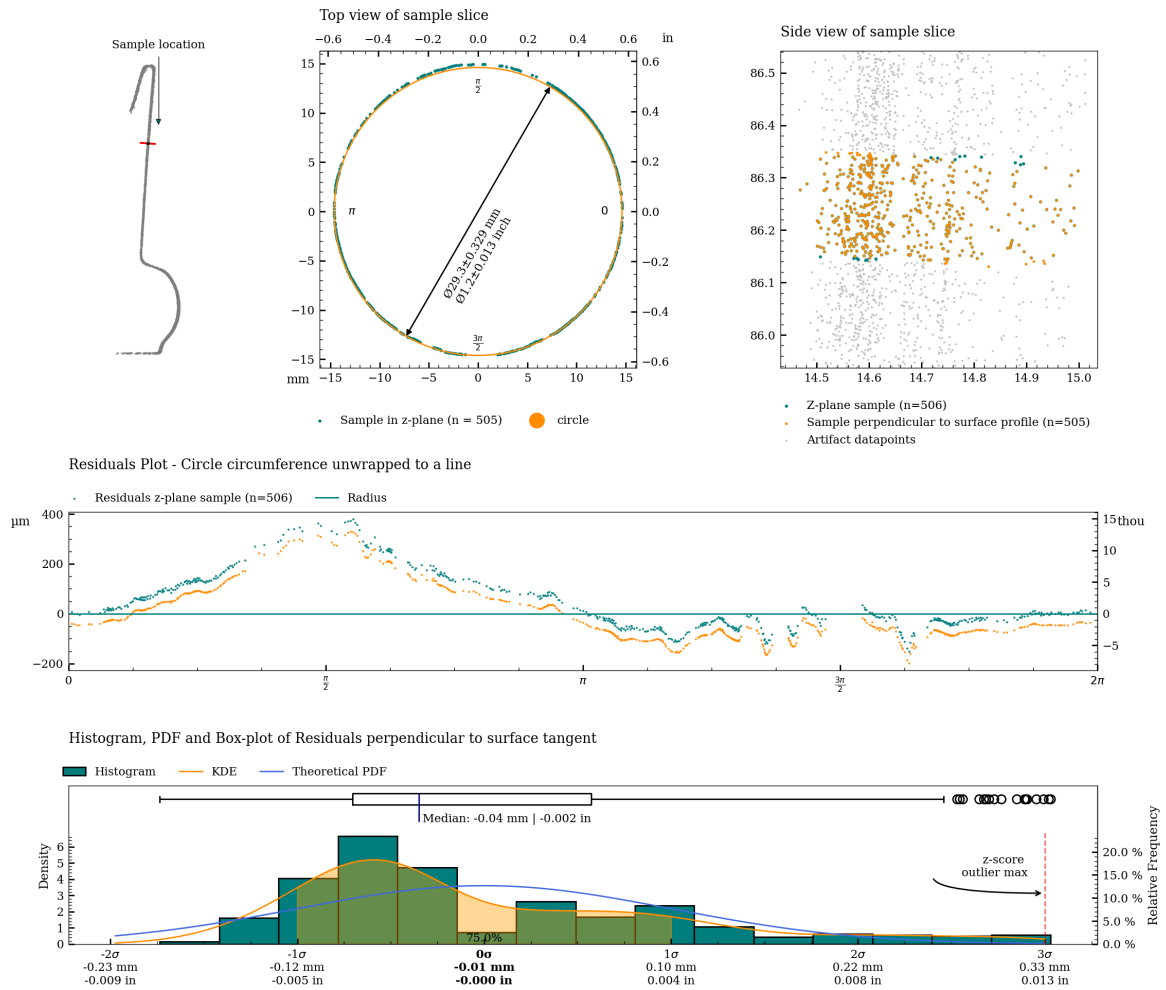 Sample location
Top view of sample slice
−0.6 −0.4 −0.2 0.0 0.2 0.4 0.6 in
15
10
5
0
−5
−10
−15
mm
0.6
0.4
0.2
0.0
−0.2
−0.4
−0.6
π/2
π
0
3π/2
Ø29.3±0.329 mm
Ø1.2±0.013 inch
−15 −10 −5 0 5 10 15
Sample in z-plane (n = 505)
circle
Side view of sample slice
86.5
86.4
86.3
86.2
86.1
86.0
14.5 14.6 14.7 14.8 14.9 15.0
Z-plane sample (n=506)
Sample perpendicular to surface profile (n=505)
Artifact datapoints
Residuals Plot - Circle circumference unwrapped to a line
Residuals z-plane sample (n=506)
Radius
µm
400
200
0
−200
15
10
5
0
−5
thou
0 π/2 π 3π/2 2π
Histogram, PDF and Box-plot of Residuals perpendicular to surface tangent
Histogram
KDE
Theoretical PDF
Median: -0.04 mm | -0.002 in
z-score
outlier max
Density
6
5
4
3
2
1
0
75.0%
20.0 %
15.0 %
10.0 %
5.0 %
0.0 %
Relative Frequency
-2σ -1σ 0σ 1σ 2σ 3σ
-0.23 mm -0.12 mm -0.01 mm 0.10 mm 0.22 mm 0.33 mm
-0.009 in -0.005 in -0.000 in 0.004 in 0.008 in 0.013 in